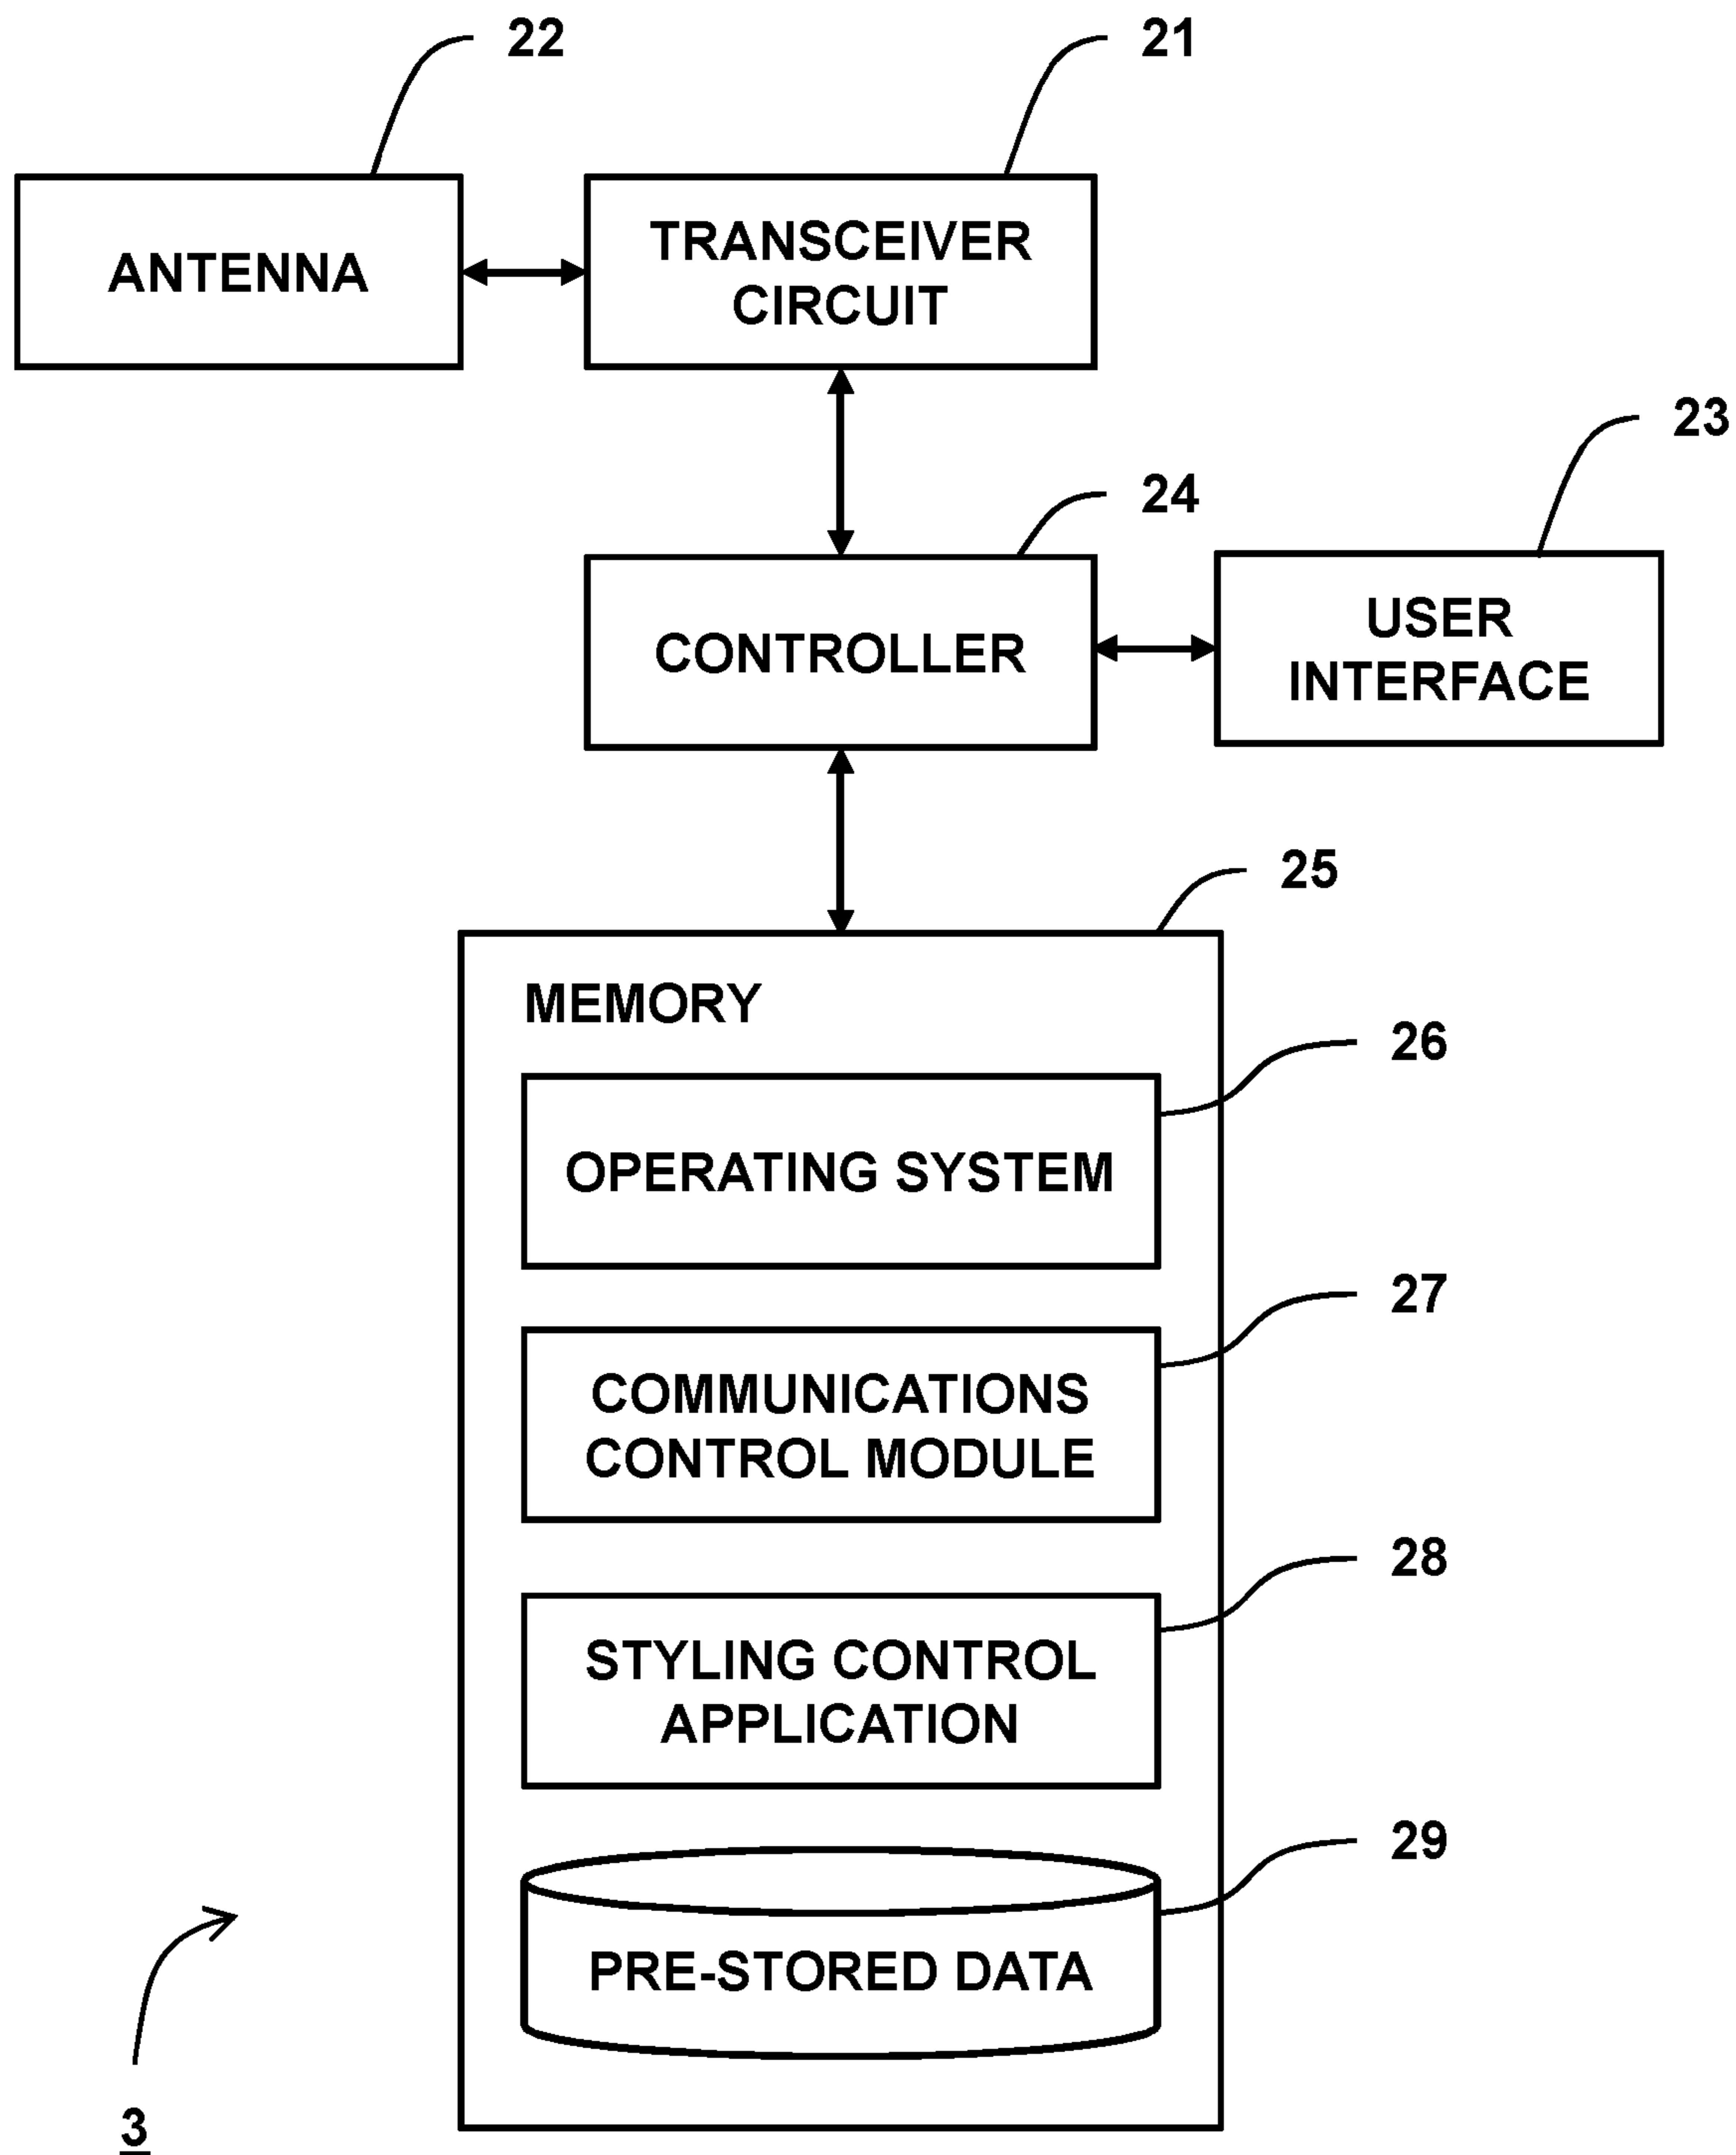 22
21
ANTENNA
TRANSCEIVER
CIRCUIT
23
24
CONTROLLER
USER
INTERFACE
25
MEMORY
26
OPERATING SYSTEM
27
COMMUNICATIONS
CONTROL MODULE
28
STYLING CONTROL
APPLICATION
29
PRE-STORED DATA
3